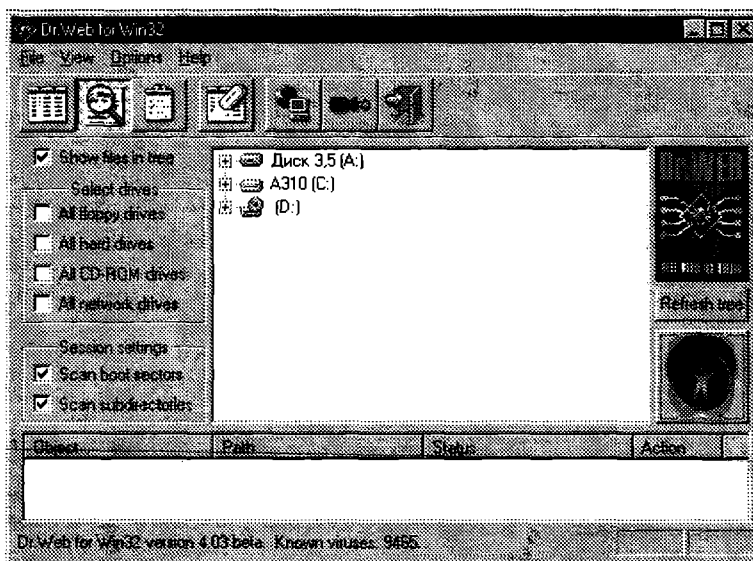 Dr.Web for Win32
File View Options Help
Show files in tree
Select drives
All floppy drives
All hard drives
All CD-ROM drives
All network drives
Session settings
Scan boot sectors
Scan subdirectories
Диск 3,5 (A:)
A310 (C:)
(D:)
Refresh tree
Object Path Status Action
Dr.Web for Win32 version 4.03 beta. Known viruses: 9465.